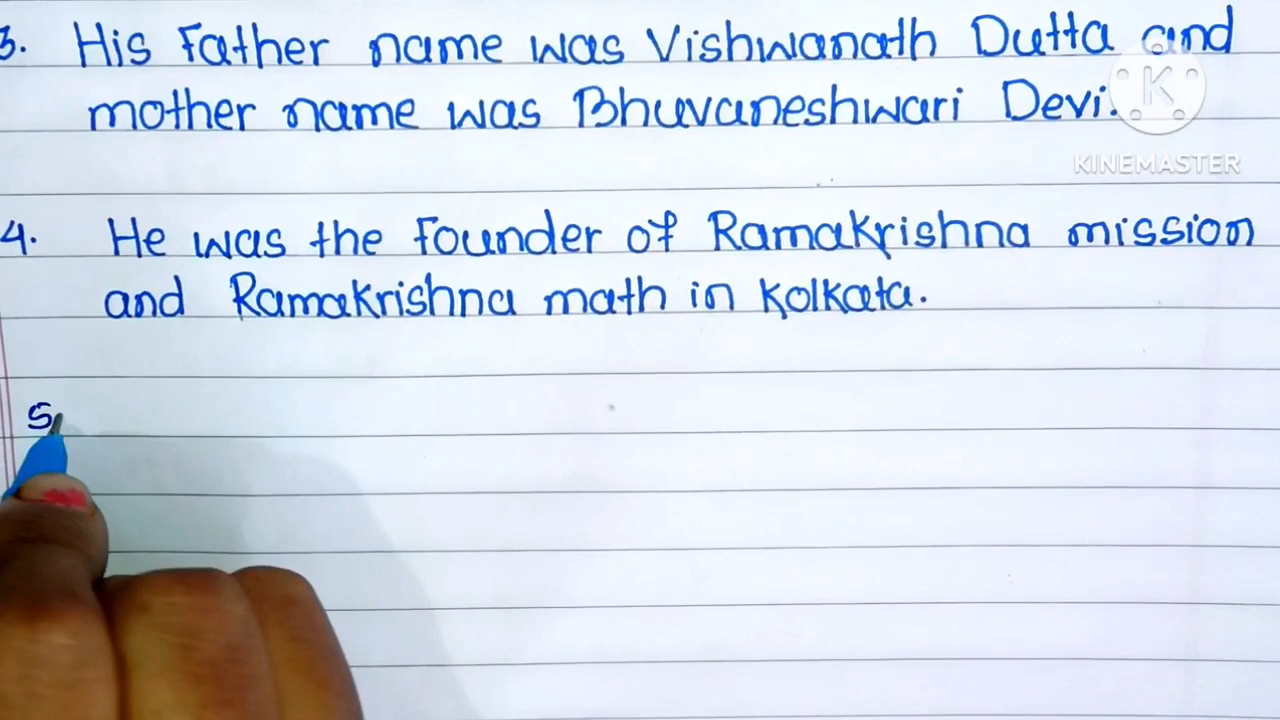 3. His Father name was Vishwanath Dutta and
mother name was Bhuvaneshwari Devi.
K
KINEMASTER
4. He was the Founder of Ramakrishna mission
and Ramakrishna math in Kolkata.
5